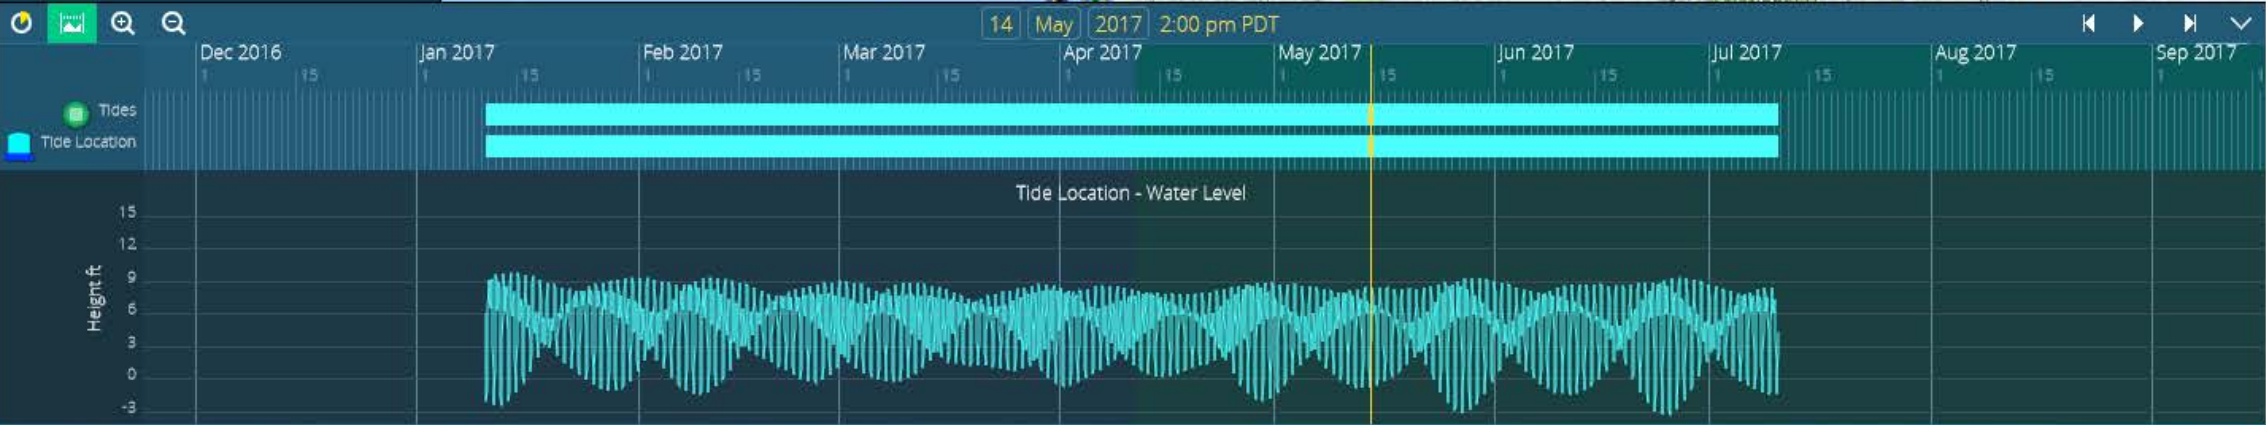 14 May 2017 2:00 pm PDT
Dec 2016 Jan 2017 Feb 2017 Mar 2017 Apr 2017 May 2017 Jun 2017 Jul 2017 Aug 2017 Sep 2017
1 15 1 15 1 15 1 15 1 15 1 15 1 15 1 15 1 15 1
Tides
Tide Location
Tide Location - Water Level
15
12
9
6
3
0
-3
Height ft